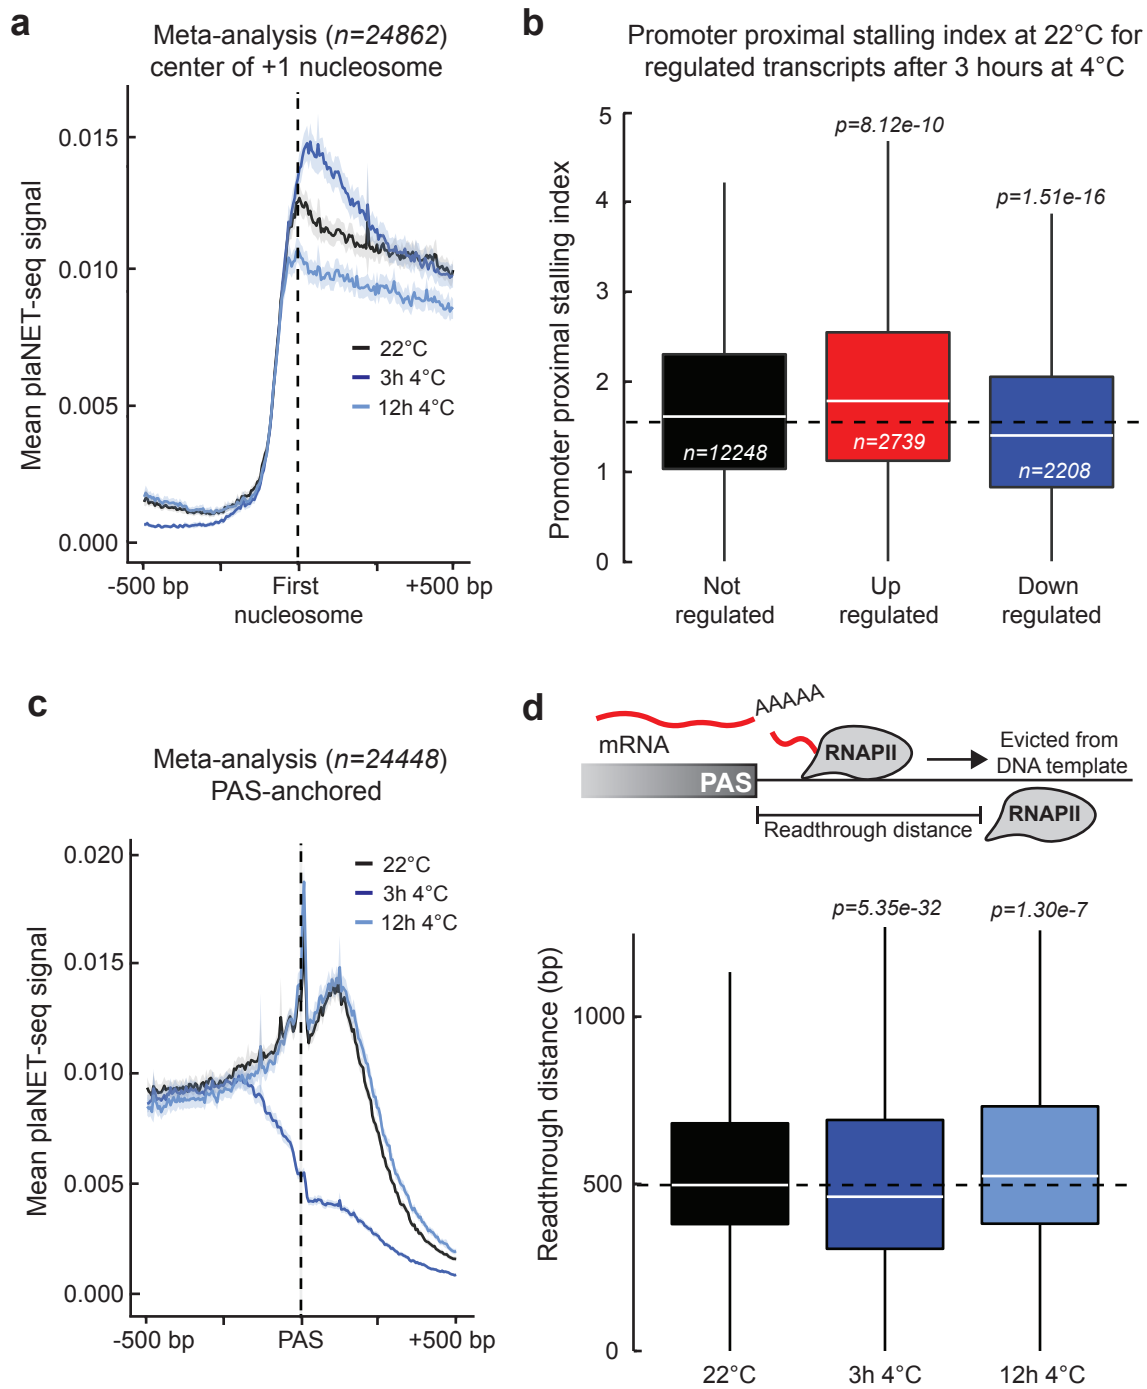 a
Meta-analysis (n=24862)
center of +1 nucleosome
Mean plaNET-seq signal
0.015
0.010
0.005
0.000
22°C
3h 4°C
12h 4°C
-500 bp
First
nucleosome
+500 bp
b
Promoter proximal stalling index at 22°C for
regulated transcripts after 3 hours at 4°C
Promoter proximal stalling index
5
4
3
2
1
0
p=8.12e-10
p=1.51e-16
n=12248
n=2739
n=2208
Not
regulated
Up
regulated
Down
regulated
c
Meta-analysis (n=24448)
PAS-anchored
Mean plaNET-seq signal
0.020
0.015
0.010
0.005
0.000
22°C
3h 4°C
12h 4°C
-500 bp
PAS
+500 bp
d
AAAAA
mRNA
RNAPII
Evicted from
DNA template
PAS
RNAPII
Readthrough distance
p=5.35e-32
p=1.30e-7
Readthrough distance (bp)
1000
500
0
22°C
3h 4°C
12h 4°C